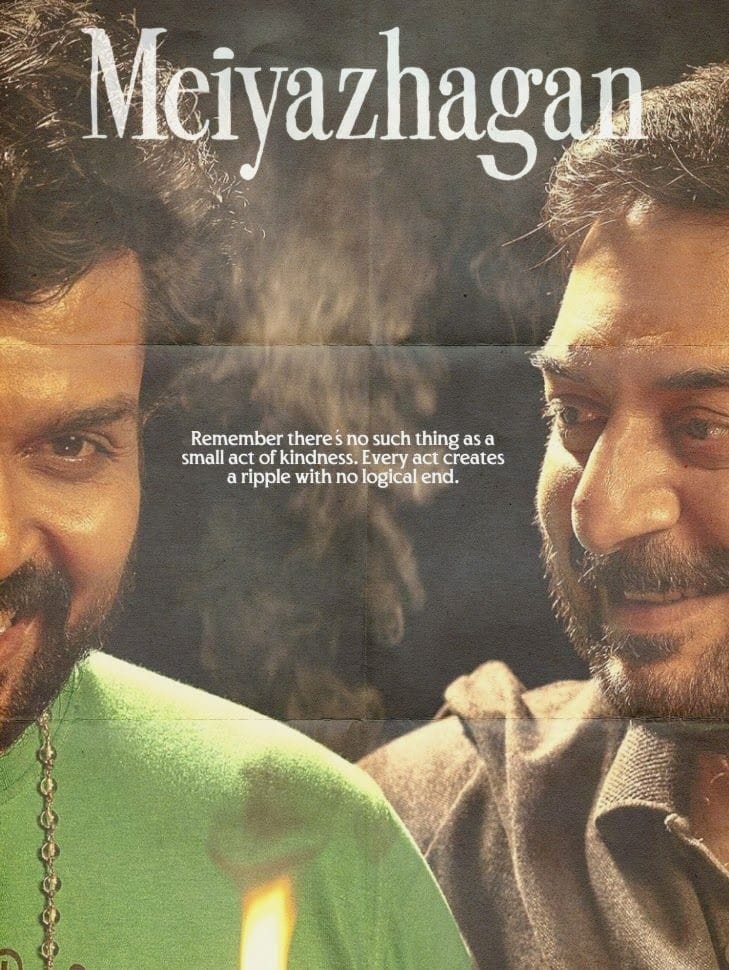 Meiyazhagan
Remember there's no such thing as a
small act of kindness. Every act creates
a ripple with no logical end.